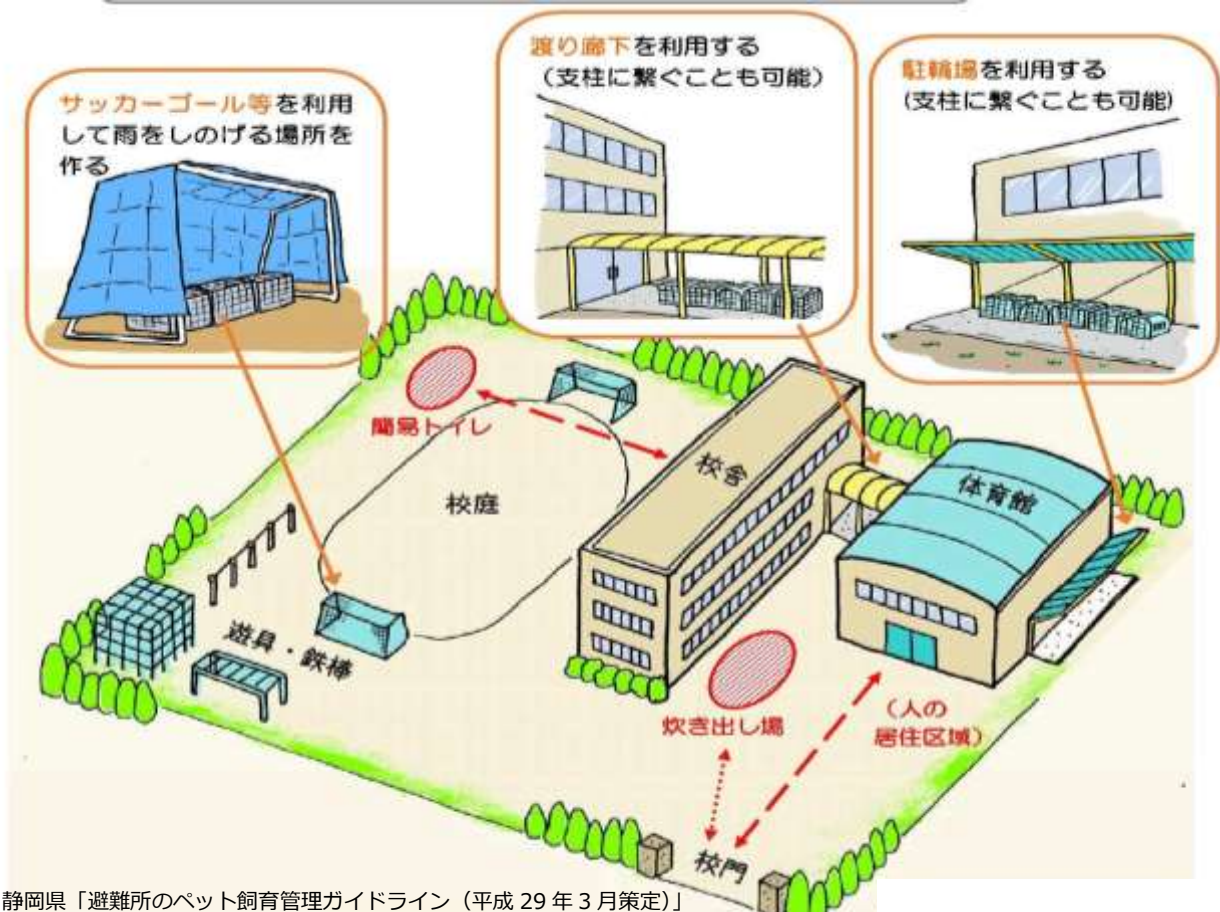 サッカーゴール等を利用
して雨をしのげる場所を
作る
渡り廊下を利用する
(支柱に繋ぐことも可能)
駐輪場を利用する
(支柱に繋ぐことも可能)
簡易トイレ
校庭
校舎
体育館
遊具・鉄棒
炊き出し場
(人の
居住区域)
校門
静岡県「避難所のペット飼育管理ガイドライン（平成 29 年 3 月策定）」